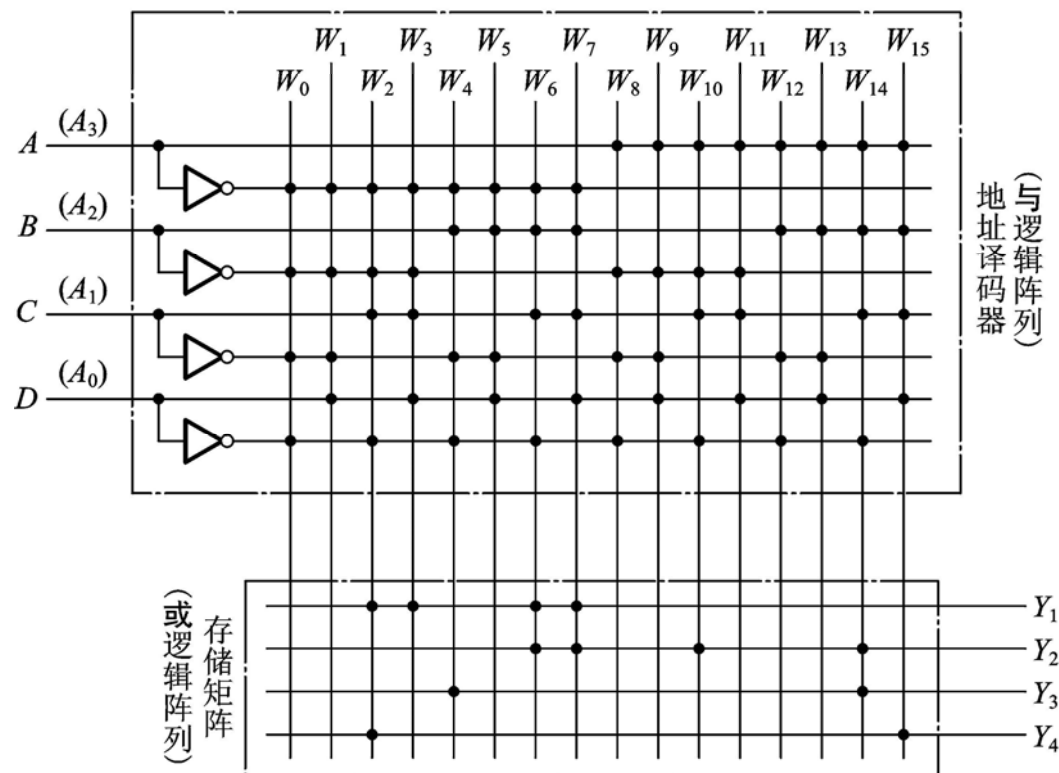 W₁ W₃ W₅ W₇ W₉ W₁₁ W₁₃ W₁₅
W₀ W₂ W₄ W₆ W₈ W₁₀ W₁₂ W₁₄
A (A₃)
B (A₂)
C (A₁)
D (A₀)
(与逻辑阵列)
地址译码器
存储矩阵
(或逻辑阵列)
Y₁
Y₂
Y₃
Y₄